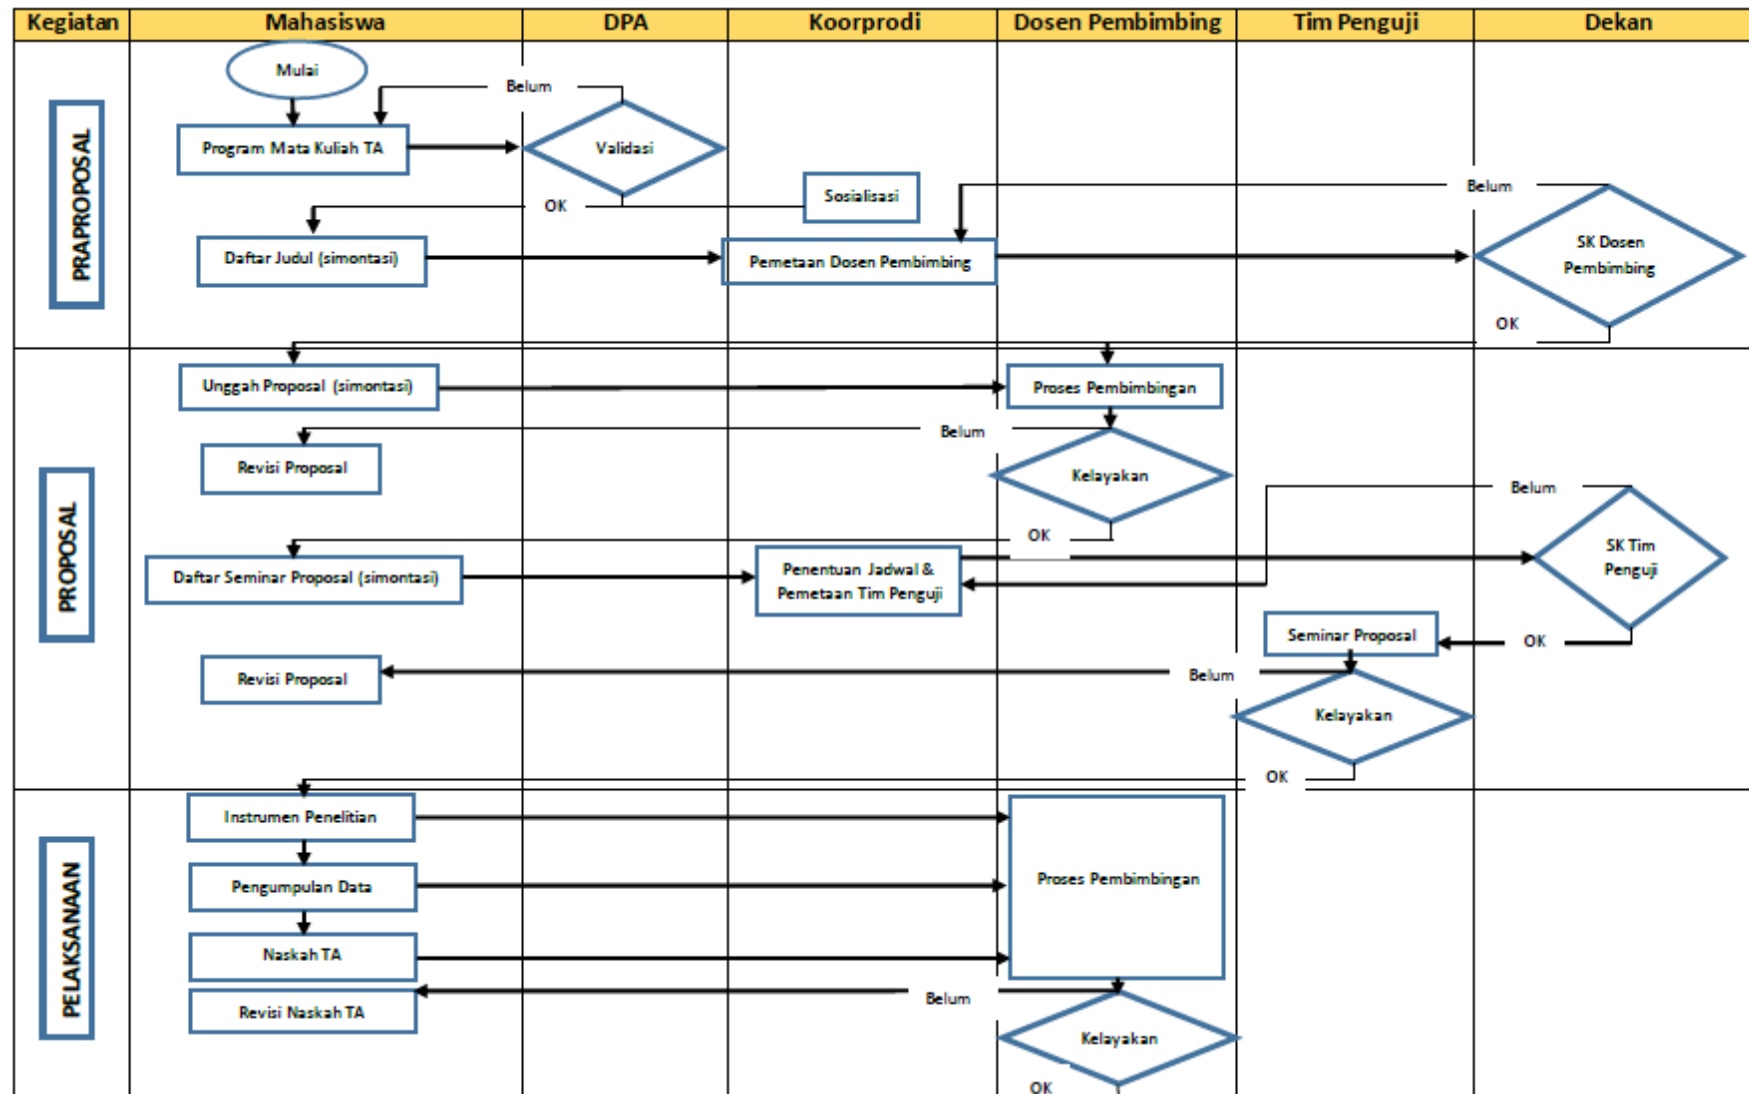 Kegiatan Mahasiswa DPA Koorprodi Dosen Pembimbing Tim Penguji Dekan
PRAPROPOSAL
Mulai
Belum
Program Mata Kuliah TA
Validasi
OK
Sosialisasi
Belum
Daftar Judul (simontasi)
Pemetaan Dosen Pembimbing
SK Dosen
Pembimbing
OK
PROPOSAL
Unggah Proposal (simontasi)
Proses Pembimbingan
Belum
Revisi Proposal
Kelayakan
Belum
OK
Daftar Seminar Proposal (simontasi)
Penentuan Jadwal &
Pemetaan Tim Penguji
SK Tim
Penguji
Seminar Proposal
OK
Revisi Proposal
Belum
Kelayakan
OK
PELAKSANAAN
Instrumen Penelitian
Pengumpulan Data
Proses Pembimbingan
Naskah TA
Belum
Revisi Naskah TA
Kelayakan
OK